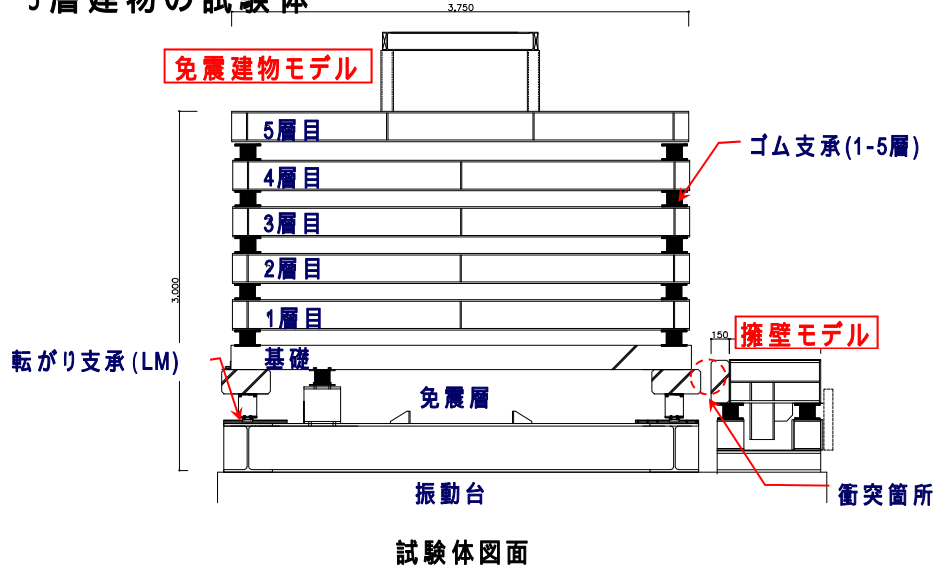 5層建物の試験体
3.750
免震建物モデル
5層目
ゴム支承(1-5層)
4層目
3層目
2層目
3.000
1層目
150
擁壁モデル
転がり支承(LM)
基礎
免震層
振動台
衝突箇所
試験体図面